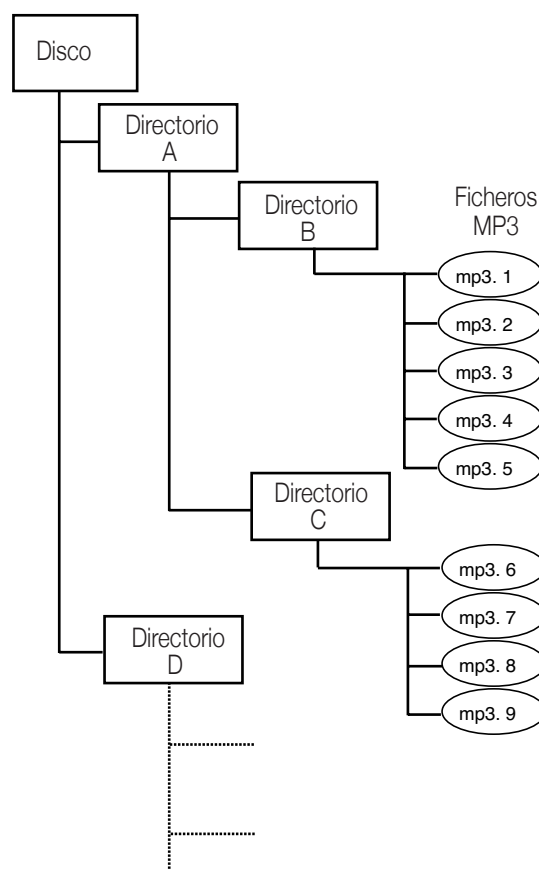 Disco
Directorio
A
Directorio
B
Ficheros
MP3
mp3. 1
mp3. 2
mp3. 3
mp3. 4
mp3. 5
Directorio
C
mp3. 6
mp3. 7
mp3. 8
mp3. 9
Directorio
D